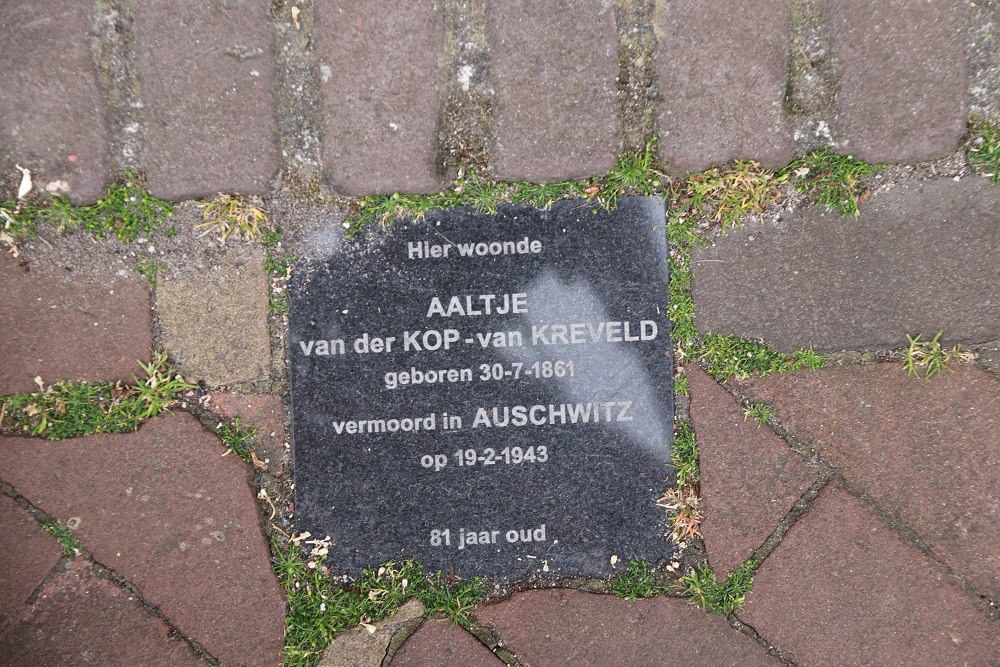 Hier woonde
AALTJE
van der KOP - van KREVELD
geboren 30-7-1861
vermoord in AUSCHWITZ
op 19-2-1943
81 jaar oud